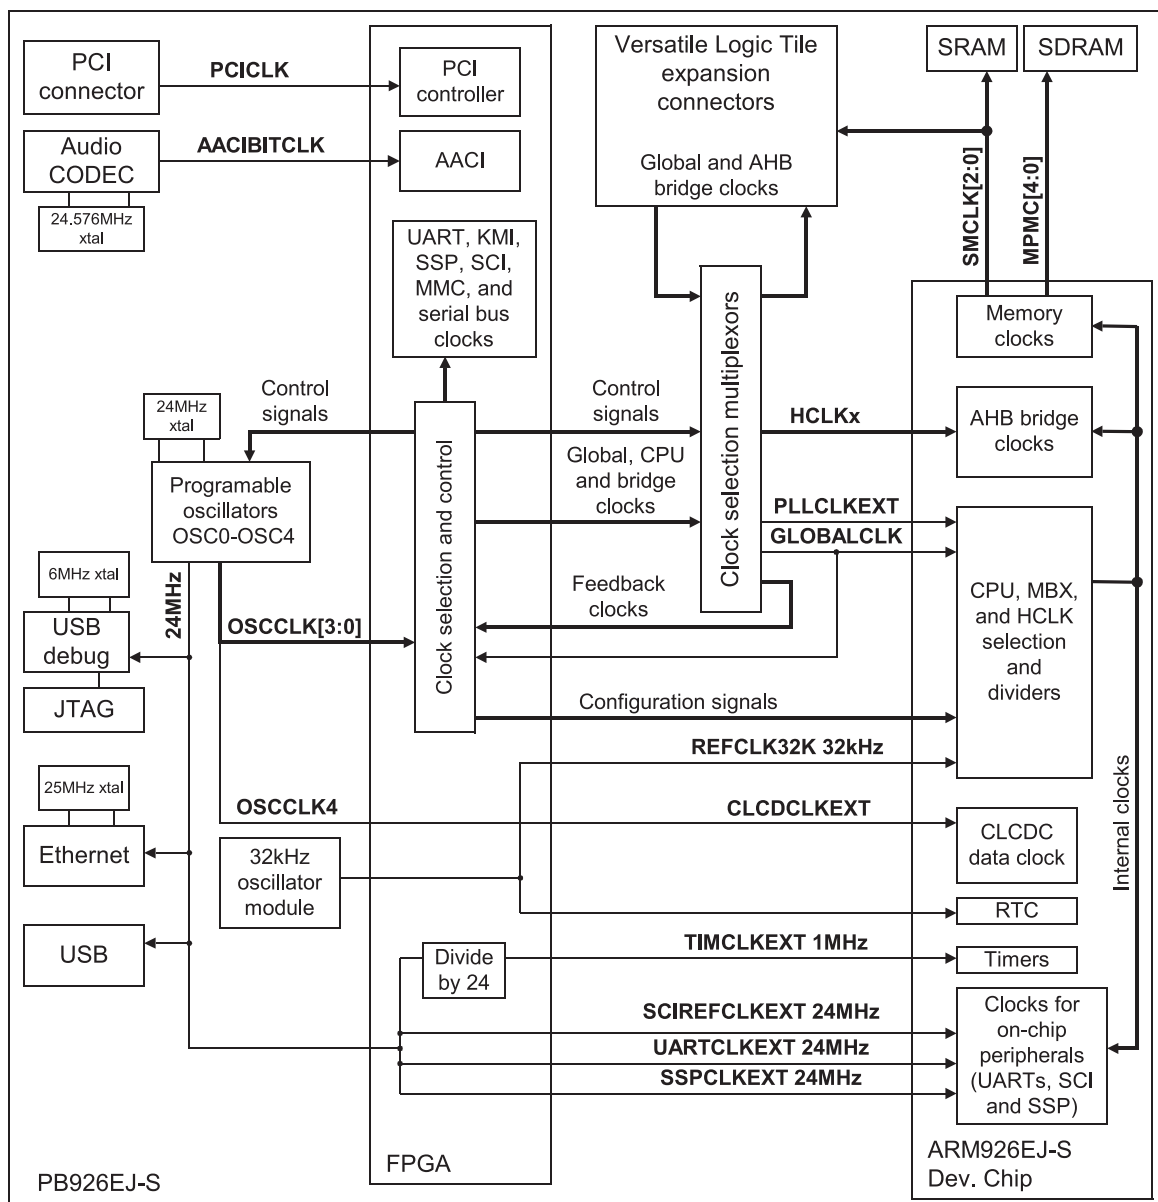 PCI
connector
PCICLK
PCI
controller
Audio
CODEC
AACIBITCLK
AACI
24.576MHz
xtal
UART, KMI,
SSP, SCI,
MMC, and
serial bus
clocks
Versatile Logic Tile
expansion
connectors
Global and AHB
bridge clocks
SRAM
SDRAM
SMCLK[2:0]
MPMC[4:0]
Memory
clocks
Control
signals
24MHz
xtal
Programable
oscillators
OSC0-OSC4
Clock selection and control
Control
signals
Global, CPU
and bridge
clocks
Clock selection multiplexors
HCLKx
AHB bridge
clocks
PLLCLKEXT
GLOBALCLK
Feedback
clocks
CPU, MBX,
and HCLK
selection
and
dividers
6MHz xtal
USB
debug
JTAG
24MHz
OSCCLK[3:0]
Configuration signals
REFCLK32K 32kHz
25MHz xtal
Ethernet
OSCCLK4
CLCDCLKEXT
CLCDC
data clock
Internal clocks
32kHz
oscillator
module
RTC
USB
Divide
by 24
TIMCLKEXT 1MHz
Timers
SCIREFCLKEXT 24MHz
UARTCLKEXT 24MHz
SSPCLKEXT 24MHz
Clocks for
on-chip
peripherals
(UARTs, SCI
and SSP)
PB926EJ-S
FPGA
ARM926EJ-S
Dev. Chip